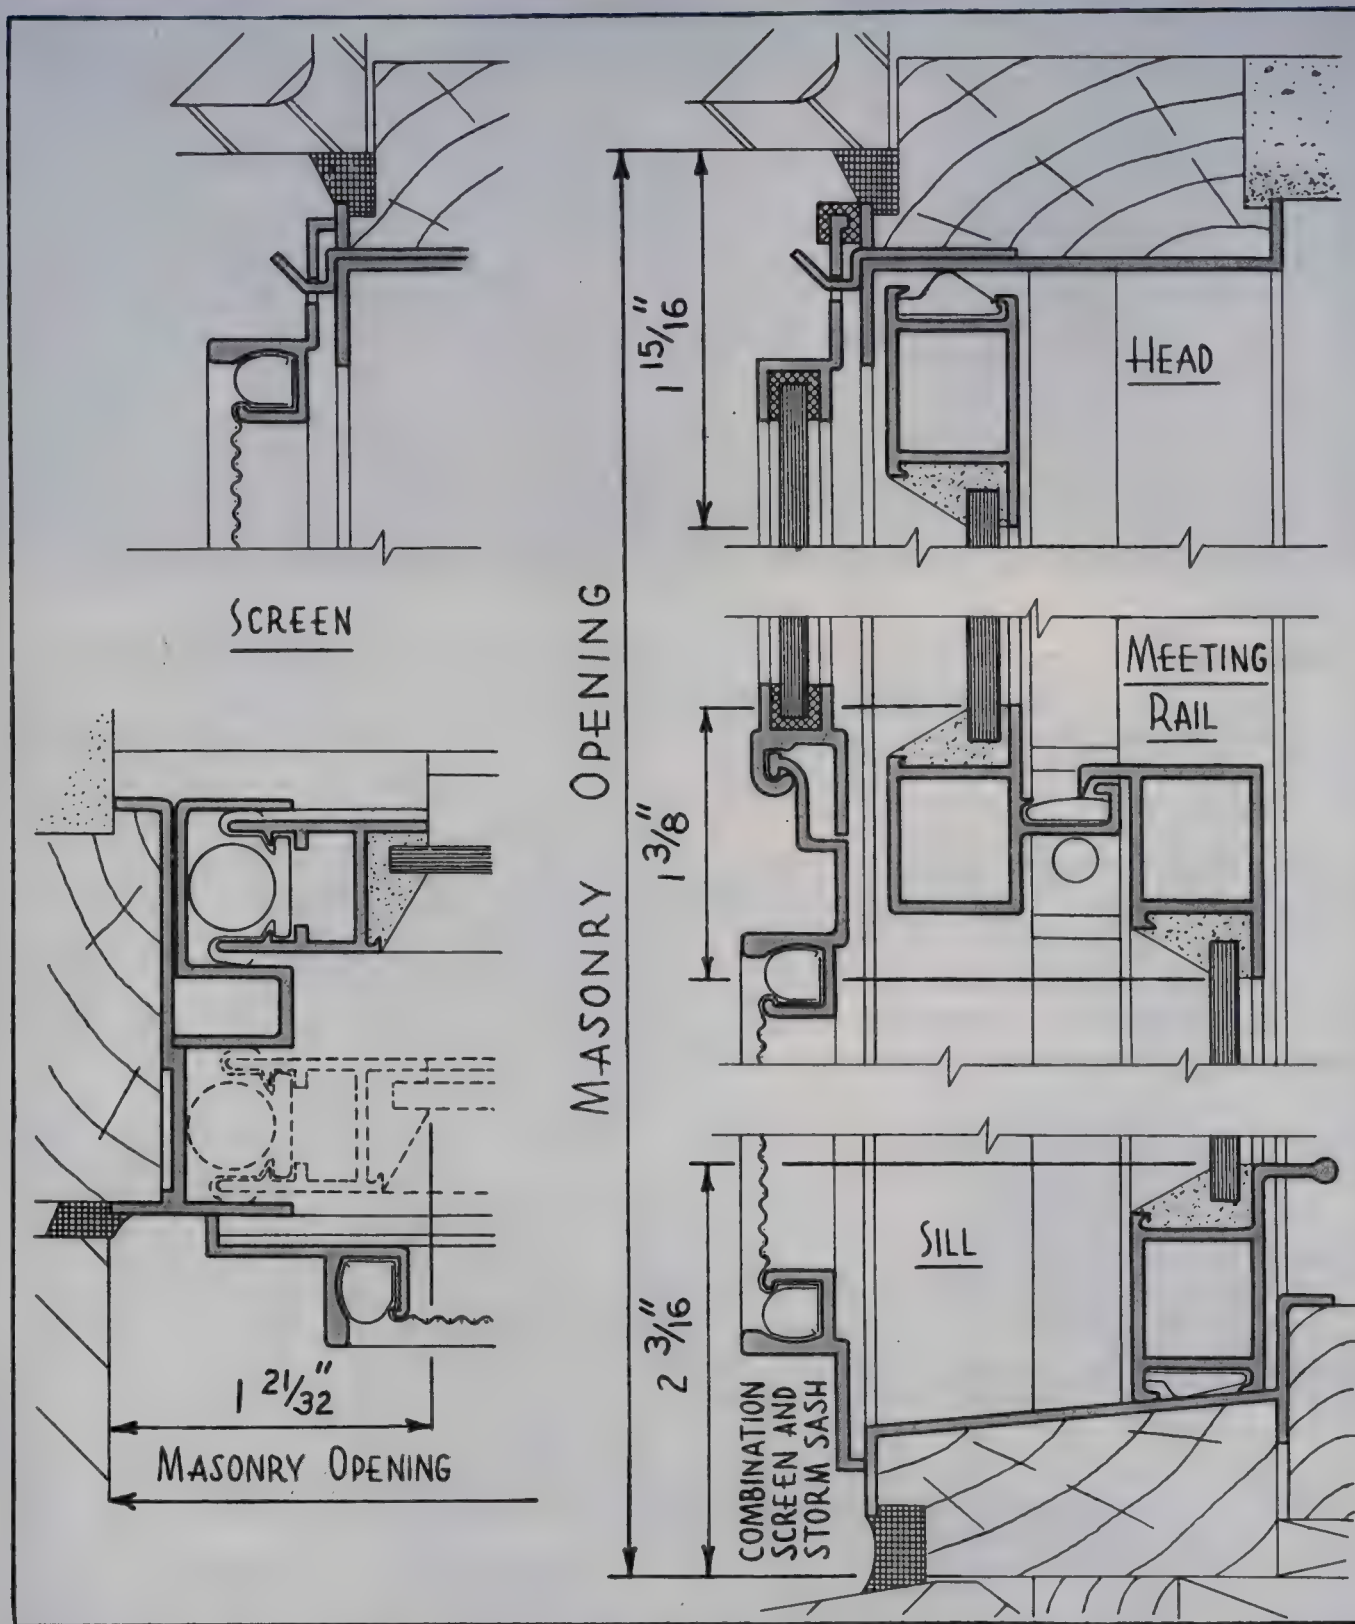 SCREEN
1 21/32"
MASONRY OPENING
MASONRY OPENING
1 15/16"
HEAD
1 3/8"
MEETING
RAIL
2 3/16"
SILL
COMBINATION
SCREEN AND
STORM SASH